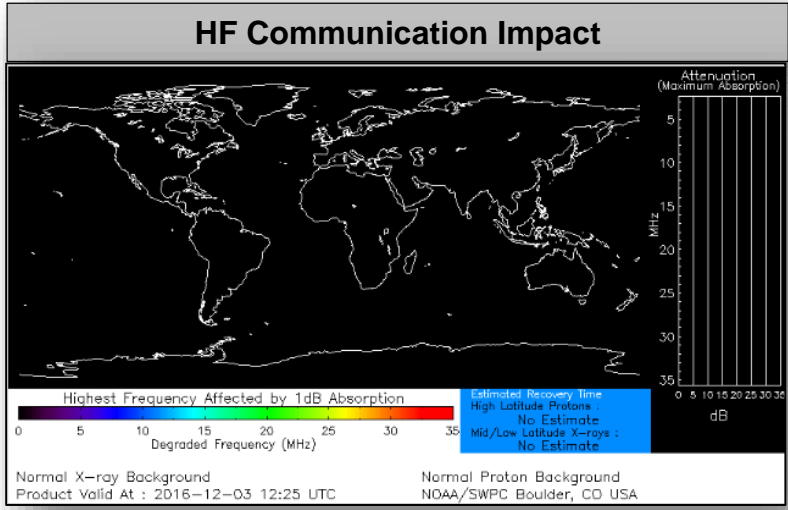 HF Communication Impact
Attenuation
(Maximum Absorption)
5
10
15
20
25
30
35
MHz
0 5 10 15 20 25 30 35
dB
Highest Frequency Affected by 1dB Absorption
0 5 10 15 20 25 30 35
Degraded Frequency (MHz)
Estimated Recovery Time
High Latitude Protons :
No Estimate
Mid/Low Latitude X-rays :
No Estimate
Normal X-ray Background
Product Valid At : 2016-12-03 12:25 UTC
Normal Proton Background
NOAA/SWPC Boulder, CO USA